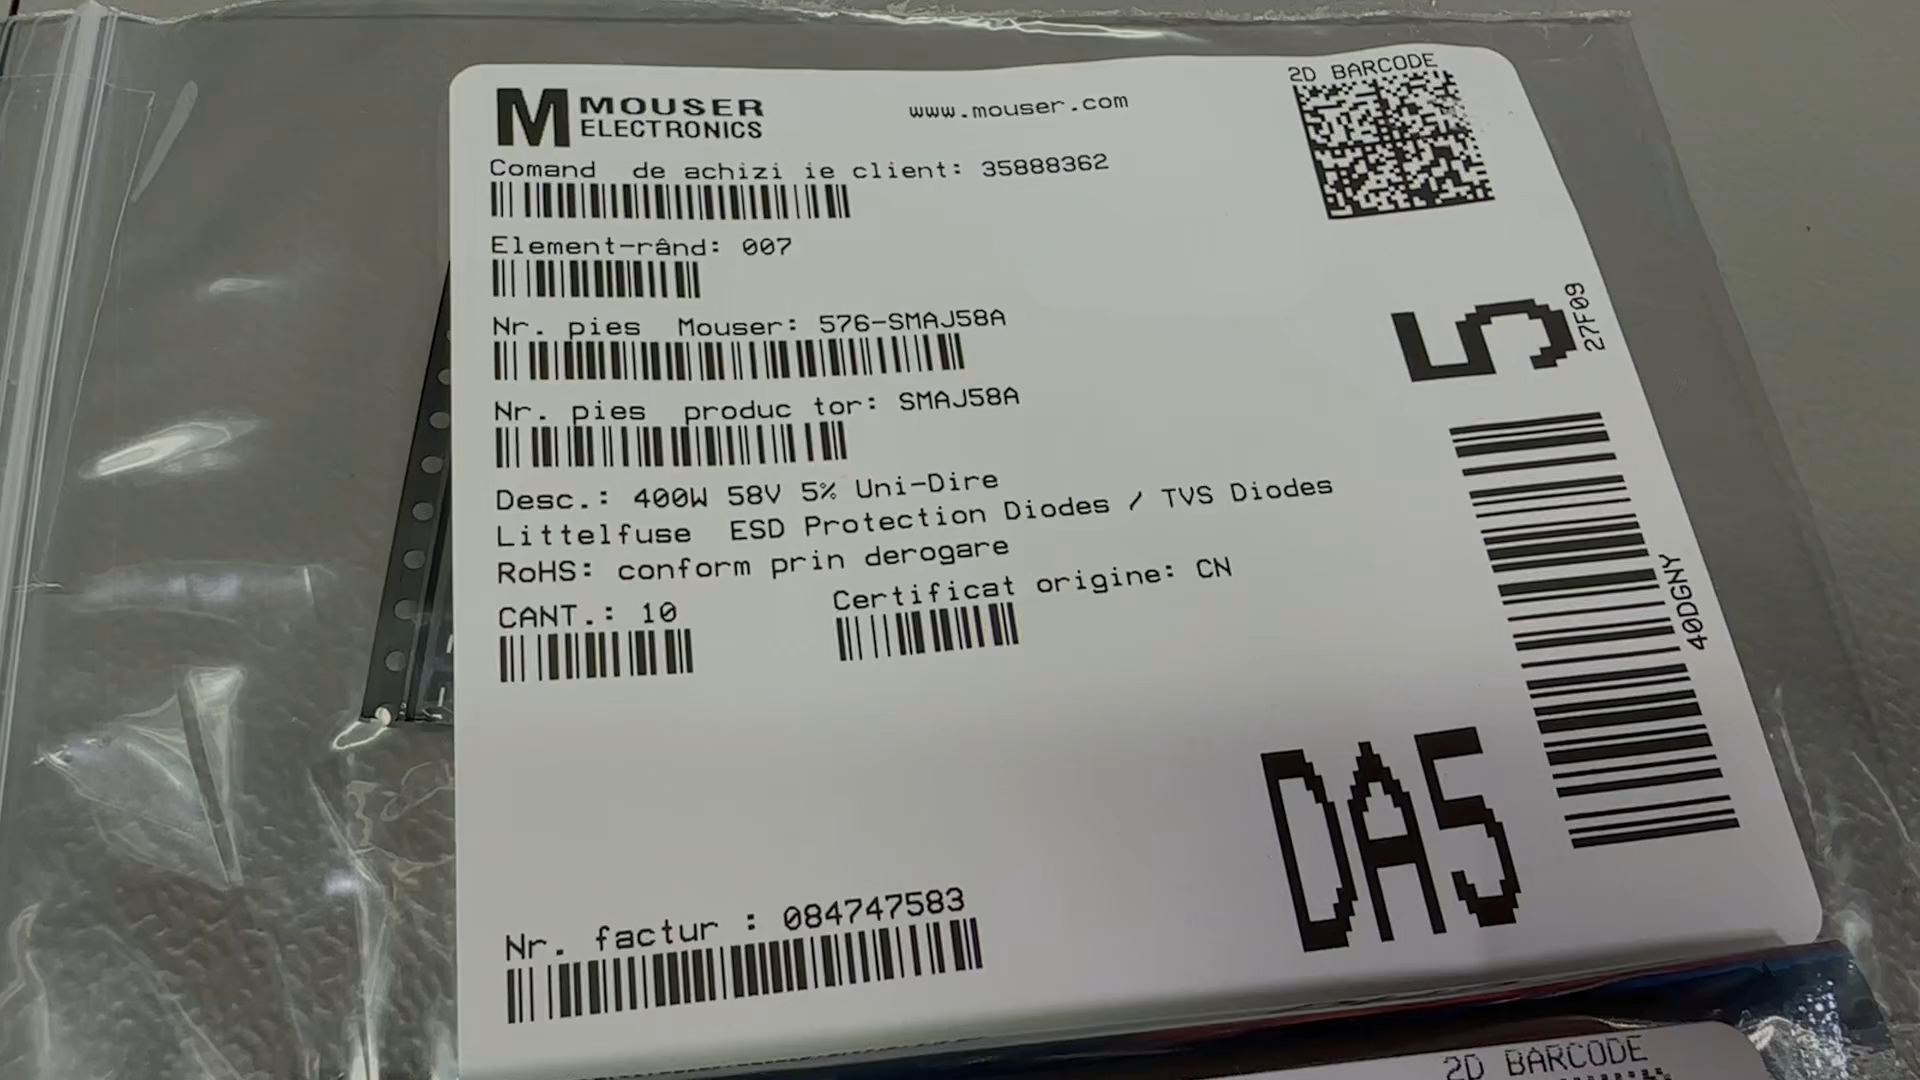 M MOUSER
ELECTRONICS
www.mouser.com
2D BARCODE
Comand de achizi ie client: 35888362
Element-rând: 007
Nr. pies Mouser: 576-SMAJ58A
Nr. pies produc tor: SMAJ58A
Desc.: 400W 58V 5% Uni-Dire
Littelfuse ESD Protection Diodes / TVS Diodes
RoHS: conform prin derogare
CANT.: 10
Certificat origine: CN
Nr. factur : 084747583
5
27F09
40DGNY
DA5
2D BARCODE